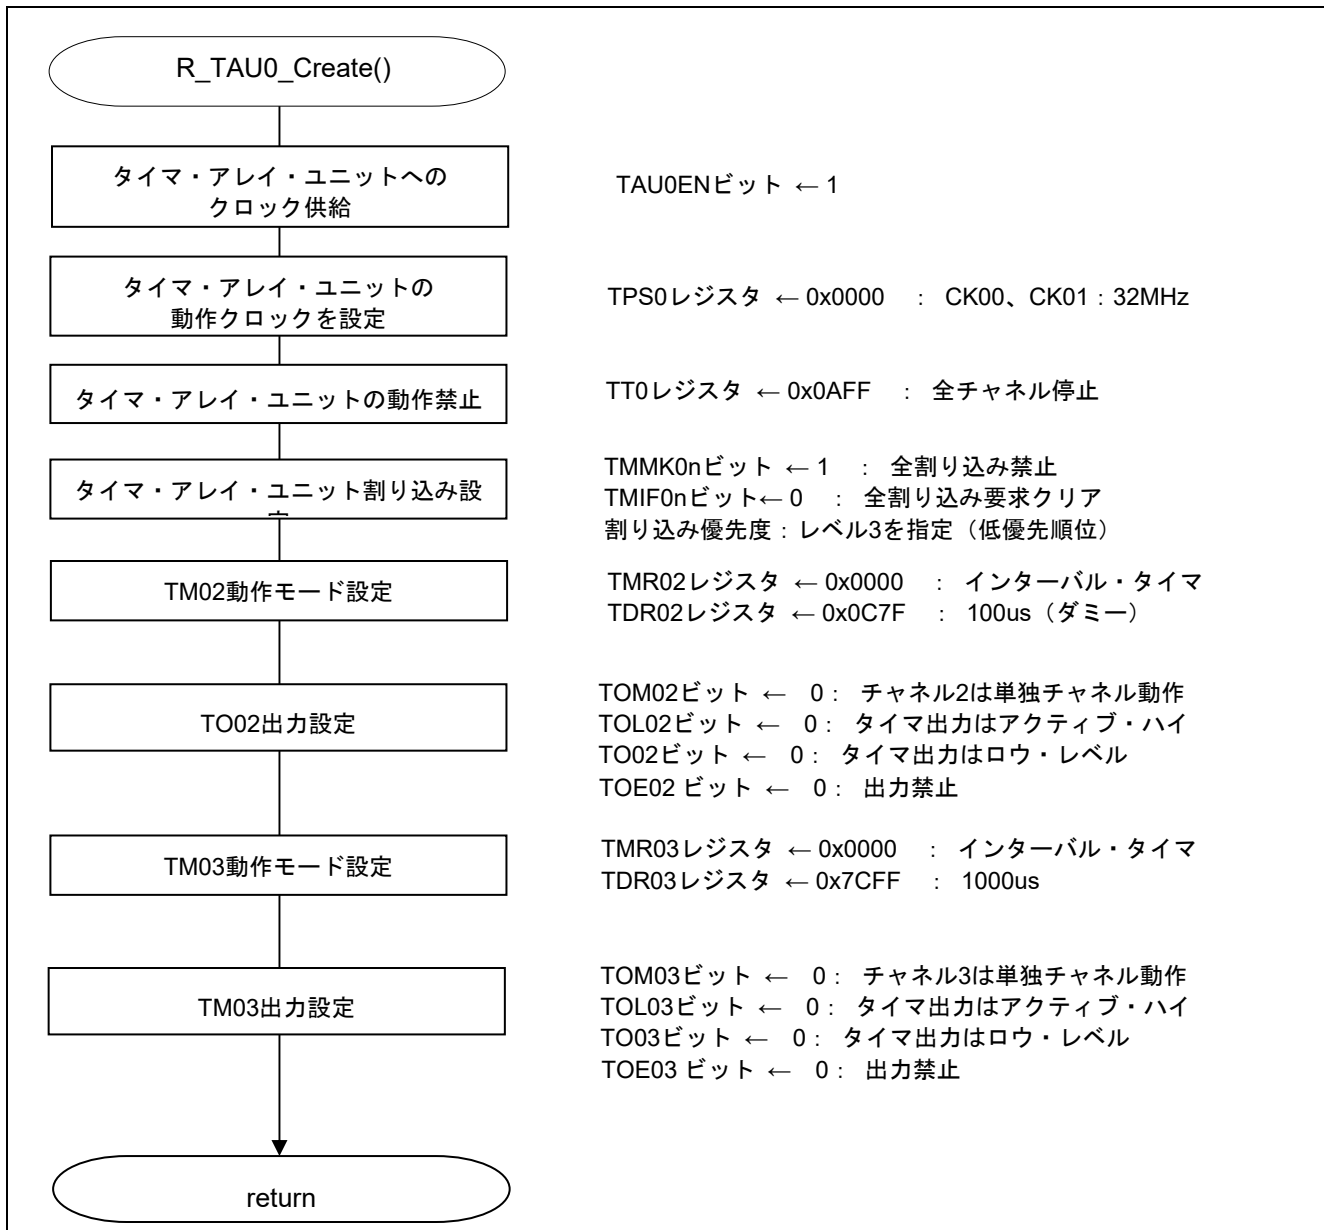 R_TAU0_Create()
タイマ・アレイ・ユニットへの
クロック供給
TAU0ENビット ← 1
タイマ・アレイ・ユニットの
動作クロックを設定
TPS0レジスタ ← 0x0000 : CK00、CK01:32MHz
タイマ・アレイ・ユニットの動作禁止
TT0レジスタ ← 0x0AFF : 全チャネル停止
タイマ・アレイ・ユニット割り込み設
TMMK0nビット ← 1 : 全割り込み禁止
TMIF0nビット← 0 : 全割り込み要求クリア
割り込み優先度:レベル3を指定(低優先順位)
TM02動作モード設定
TMR02レジスタ ← 0x0000 : インターバル・タイマ
TDR02レジスタ ← 0x0C7F : 100us(ダミー)
TO02出力設定
TOM02ビット ← 0: チャネル2は単独チャネル動作
TOL02ビット ← 0: タイマ出力はアクティブ・ハイ
TO02ビット ← 0: タイマ出力はロウ・レベル
TOE02 ビット ← 0: 出力禁止
TM03動作モード設定
TMR03レジスタ ← 0x0000 : インターバル・タイマ
TDR03レジスタ ← 0x7CFF : 1000us
TM03出力設定
TOM03ビット ← 0: チャネル3は単独チャネル動作
TOL03ビット ← 0: タイマ出力はアクティブ・ハイ
TO03ビット ← 0: タイマ出力はロウ・レベル
TOE03 ビット ← 0: 出力禁止
return